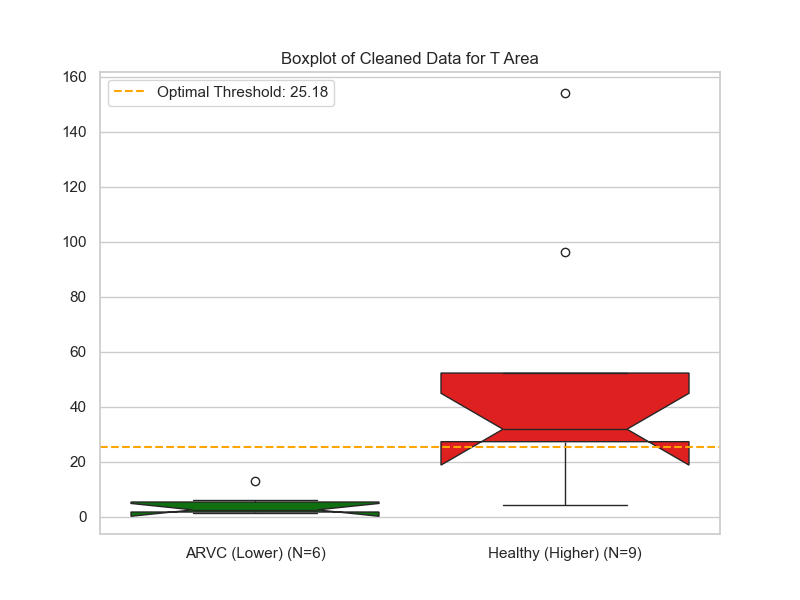 Boxplot of Cleaned Data for T Area
Optimal Threshold: 25.18
160
140
120
100
80
60
40
20
0
ARVC (Lower) (N=6)
Healthy (Higher) (N=9)